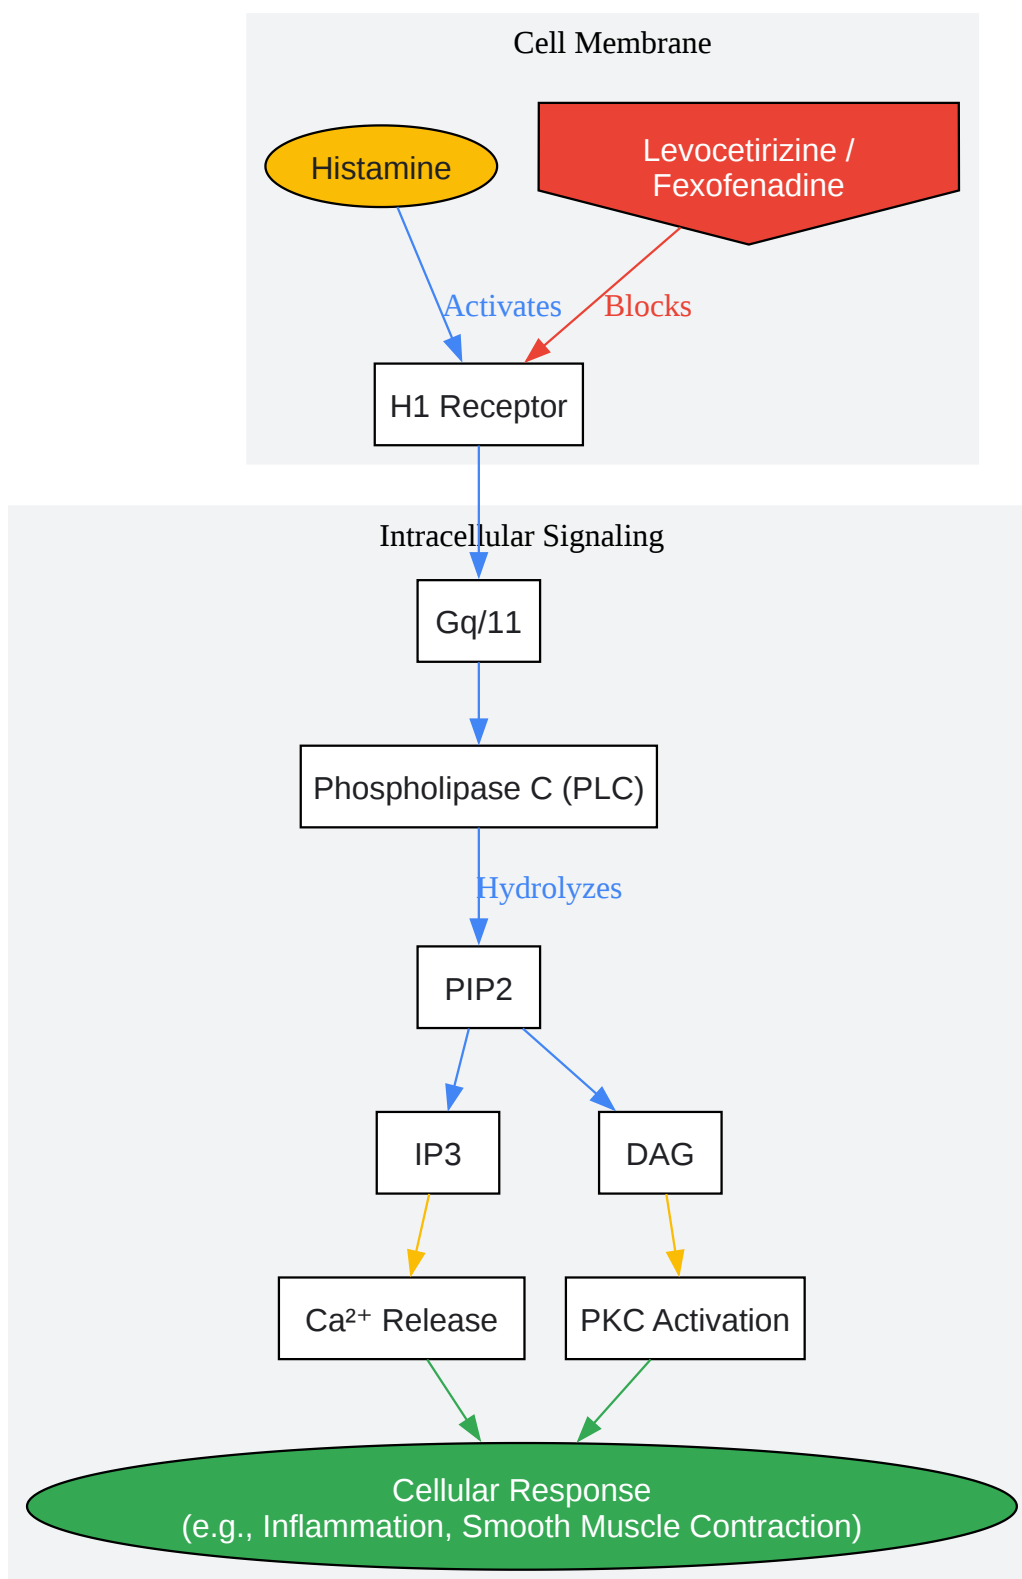 Cell Membrane
Histamine
Levocetirizine /
Fexofenadine
Activates
Blocks
H1 Receptor
Intracellular Signaling
Gq/11
Phospholipase C (PLC)
Hydrolyzes
PIP2
IP3
DAG
Ca²⁺ Release
PKC Activation
Cellular Response
(e.g., Inflammation, Smooth Muscle Contraction)